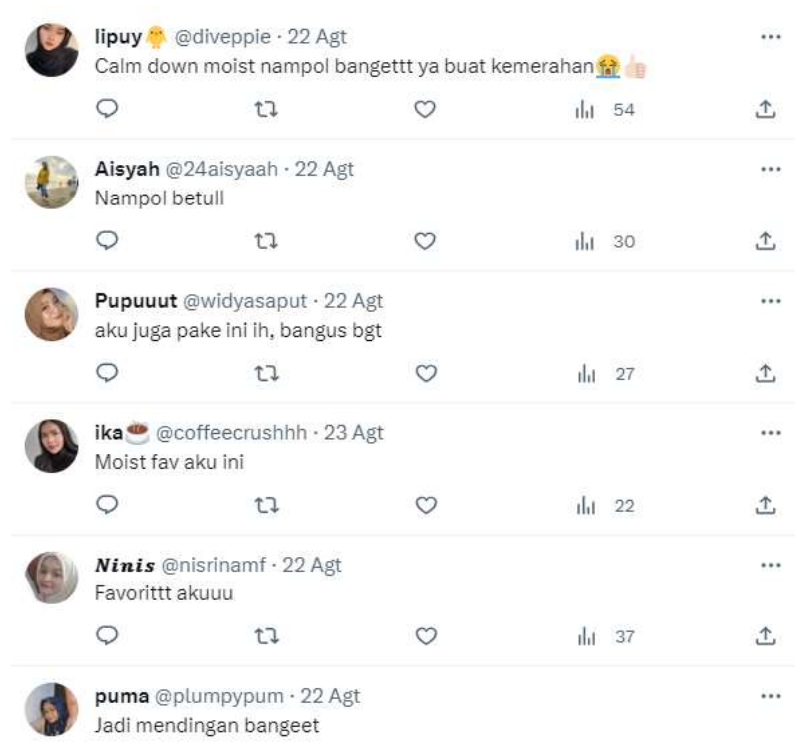 lipuy🐥 @diveppie · 22 Agt
Calm down moist nampol bangettt ya buat kemerahan😭👍🏻
54
Aisyah @24aisyaah · 22 Agt
Nampol betull
30
Pupuuut @widyasaput · 22 Agt
aku juga pake ini ih, bangus bgt
27
ika☕ @coffeecrushhh · 23 Agt
Moist fav aku ini
22
Ninis @nisrinamf · 22 Agt
Favorittt akuuu
37
puma @plumpypum · 22 Agt
Jadi mendingan bangeet